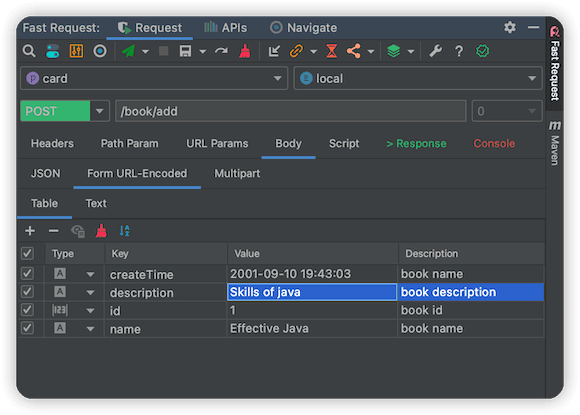 Fast Request: Request APIs Navigate
card local
POST /book/add 0
Headers Path Param URL Params Body Script > Response Console
JSON Form URL-Encoded Multipart
Table Text
Type Key Value Description
A createTime 2001-09-10 19:43:03 book name
A description Skills of java book description
123 id 1 book id
A name Effective Java book name
Fast Request
m Maven